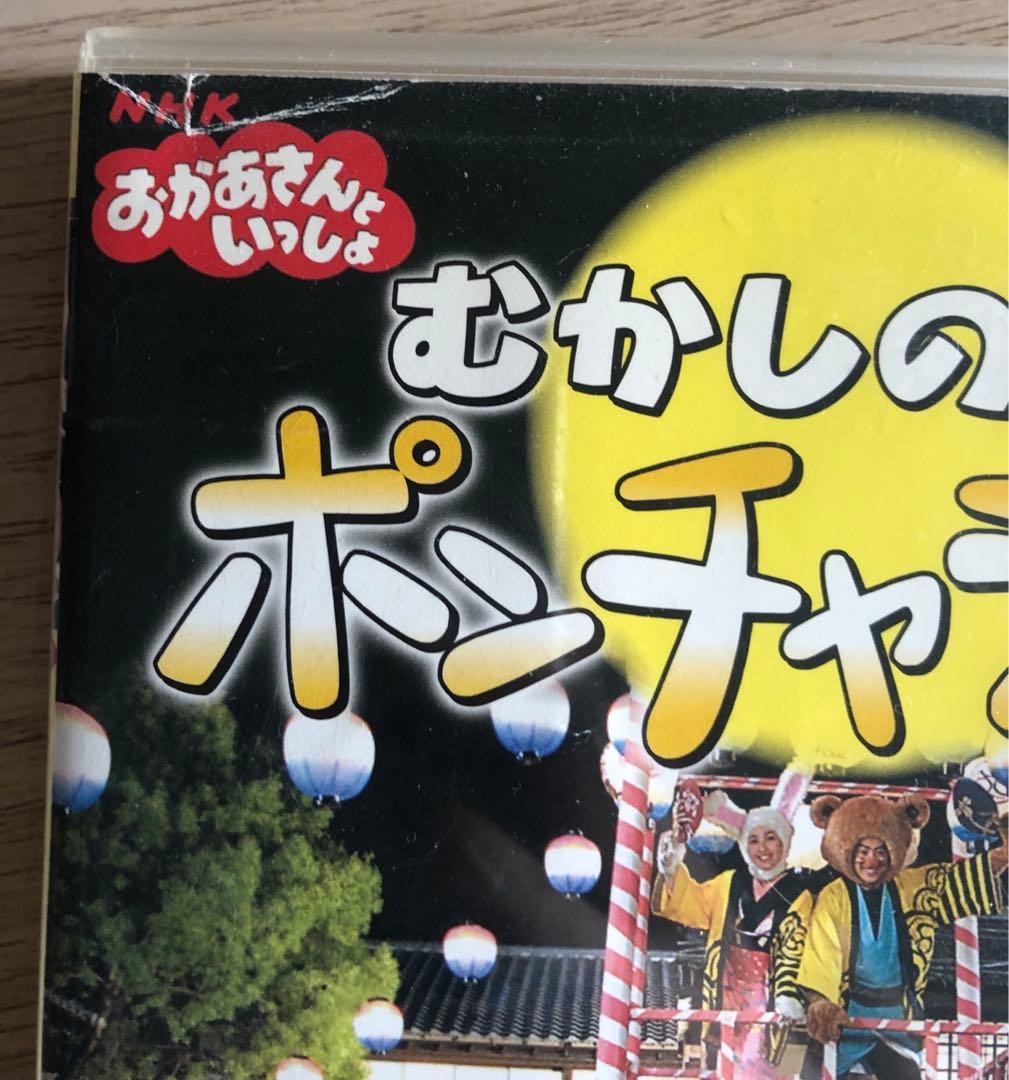 NHK
おかあさんと
いっしょ
むかしの
ポンチャ